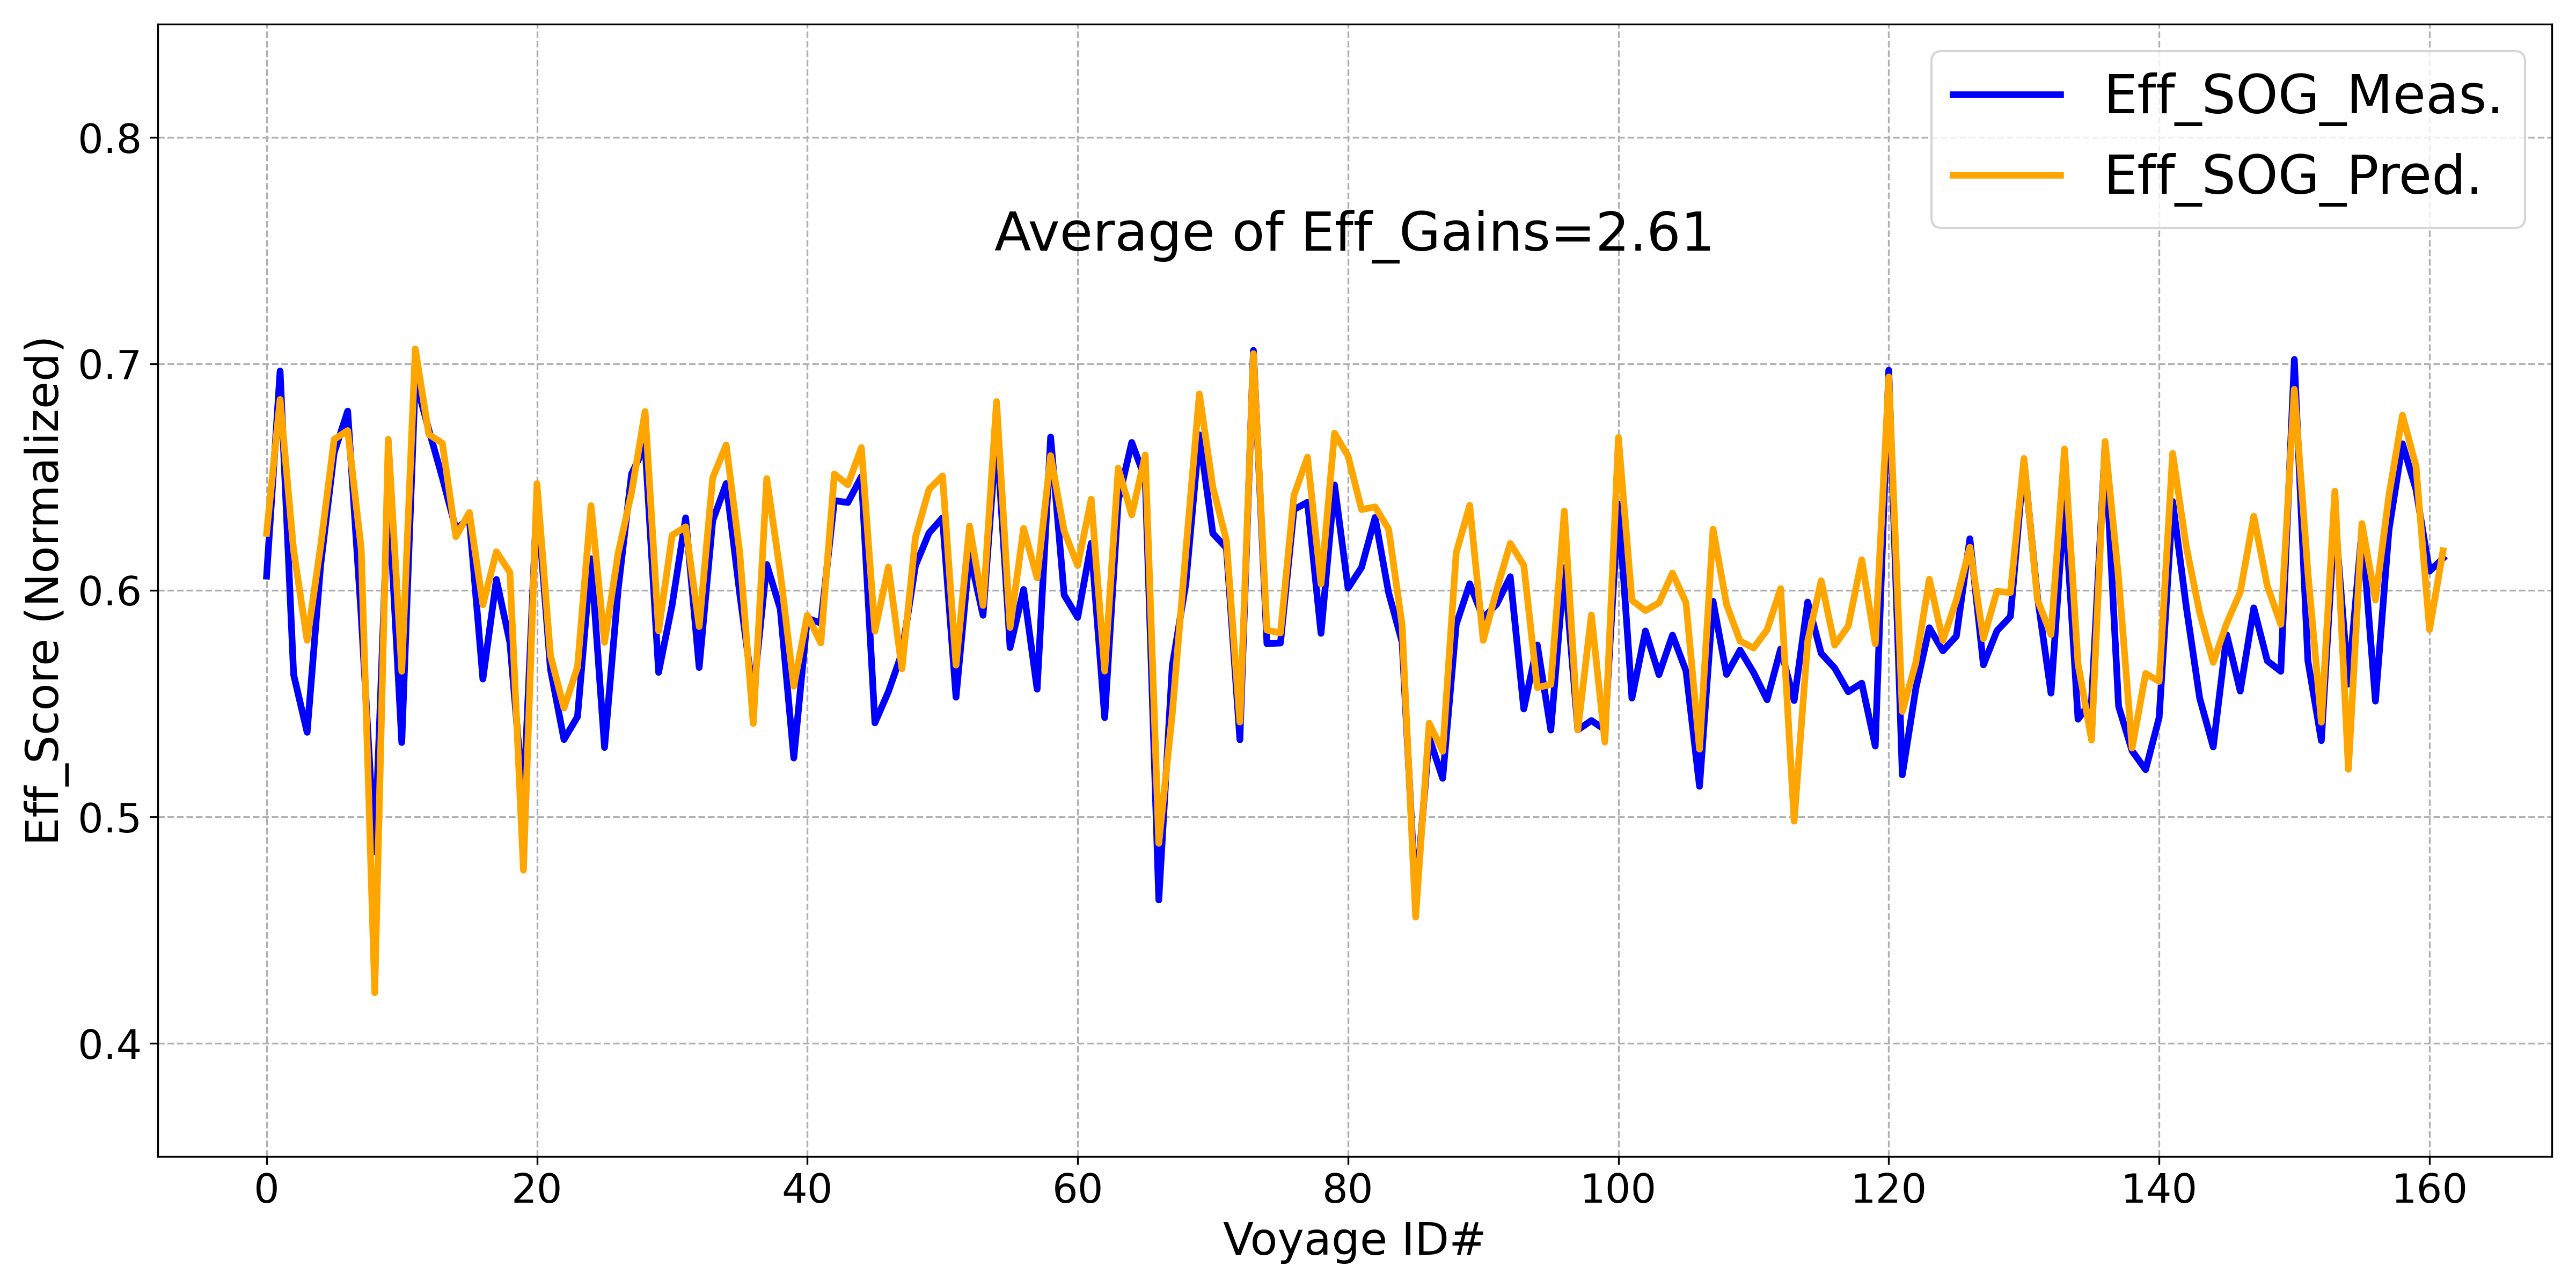 Eff_SOG_Meas.
Eff_SOG_Pred.
Average of Eff_Gains=2.61
Eff_Score (Normalized)
0.8
0.7
0.6
0.5
0.4
0 20 40 60 80 100 120 140 160
Voyage ID#